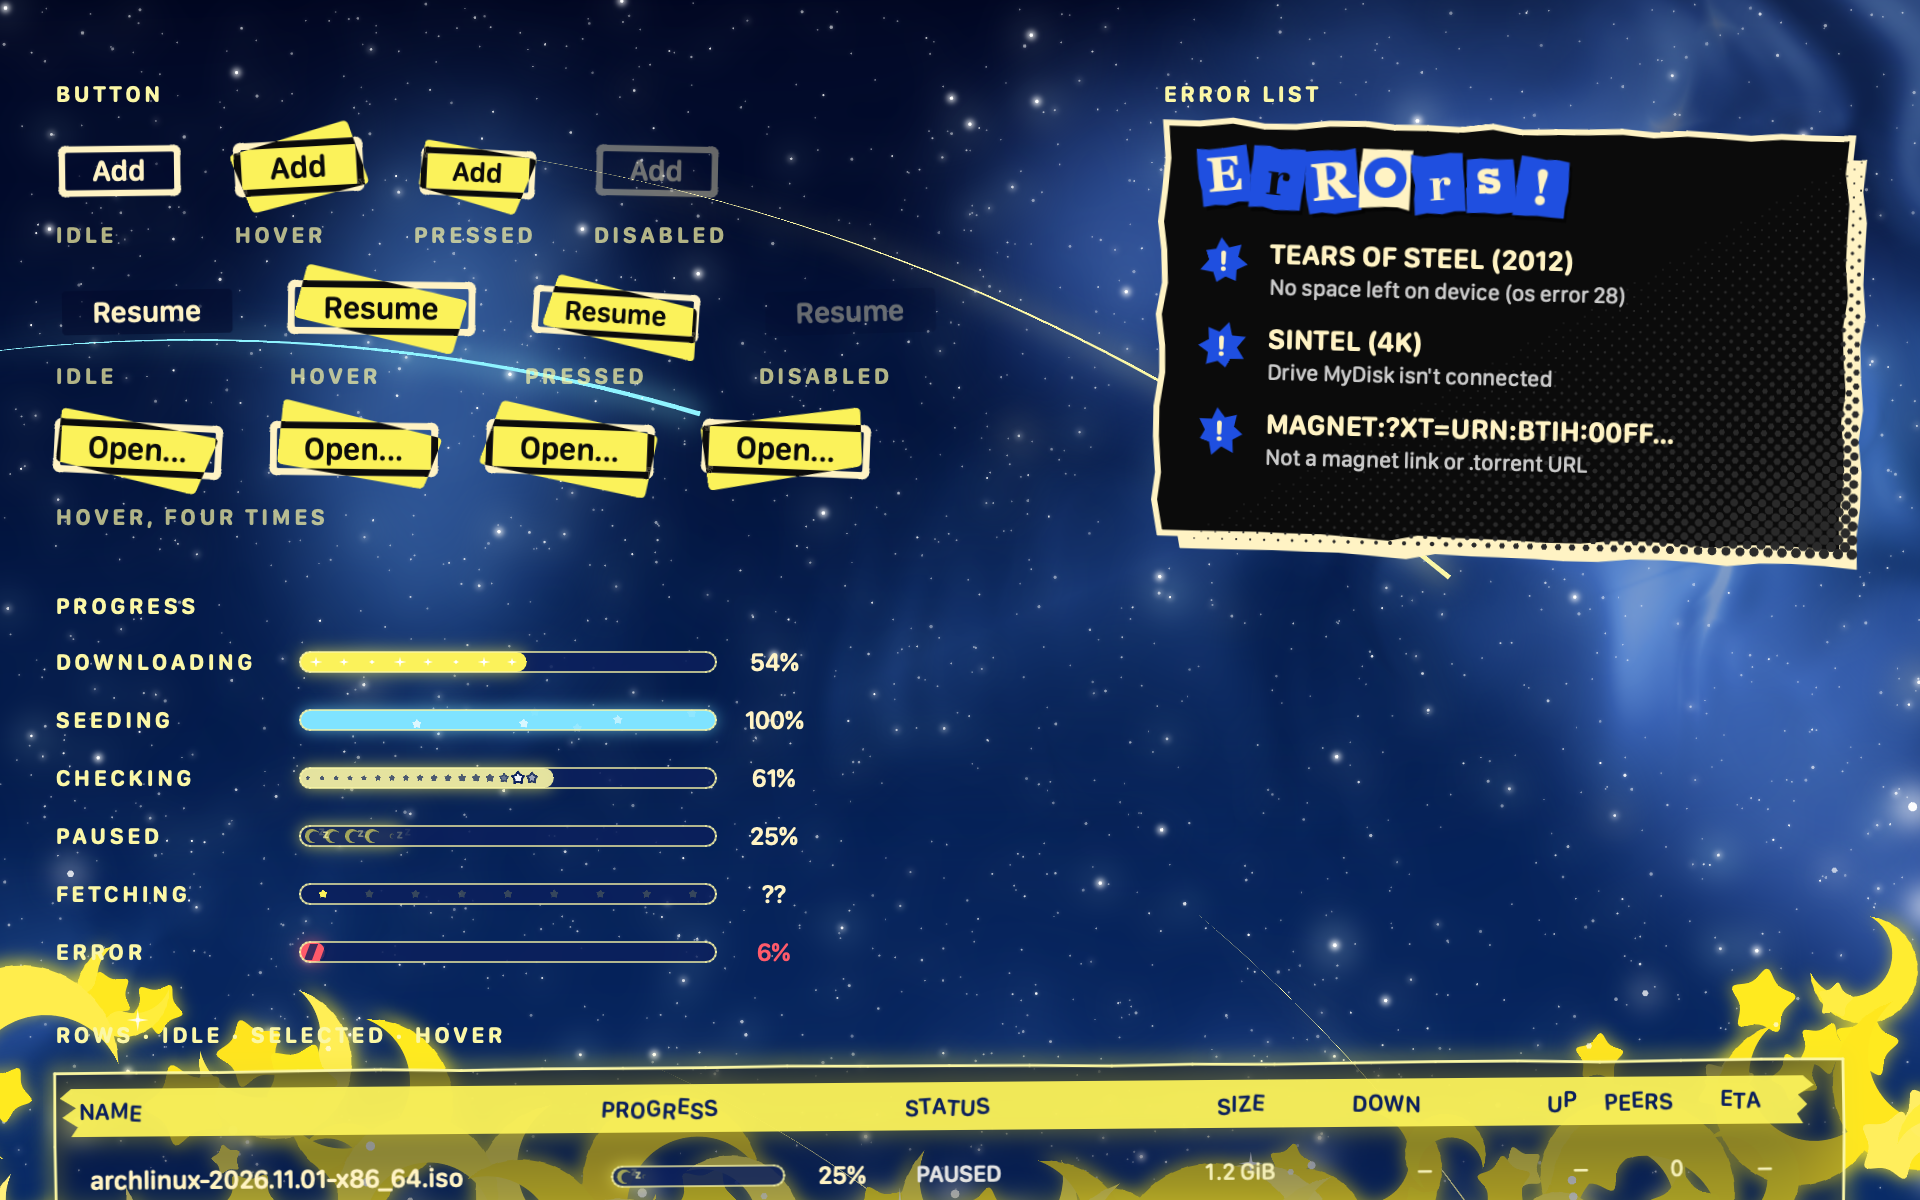 BUTTON
Add Add Add Add
IDLE HOVER PRESSED DISABLED
Resume Resume Resume Resume
IDLE HOVER PRESSED DISABLED
Open... Open... Open... Open...
HOVER, FOUR TIMES
PROGRESS
DOWNLOADING 54%
SEEDING 100%
CHECKING 61%
PAUSED 25%
FETCHING ??
ERROR 6%
ERROR LIST
ErROrs!
TEARS OF STEEL (2012)
No space left on device (os error 28)
SINTEL (4K)
Drive MyDisk isn't connected
MAGNET:?XT=URN:BTIH:00FF...
Not a magnet link or .torrent URL
ROWS · IDLE · SELECTED · HOVER
NAME PROGRESS STATUS SIZE DOWN UP PEERS ETA
archlinux-2026.11.01-x86_64.iso 25% PAUSED 1.2 GiB – – 0 –